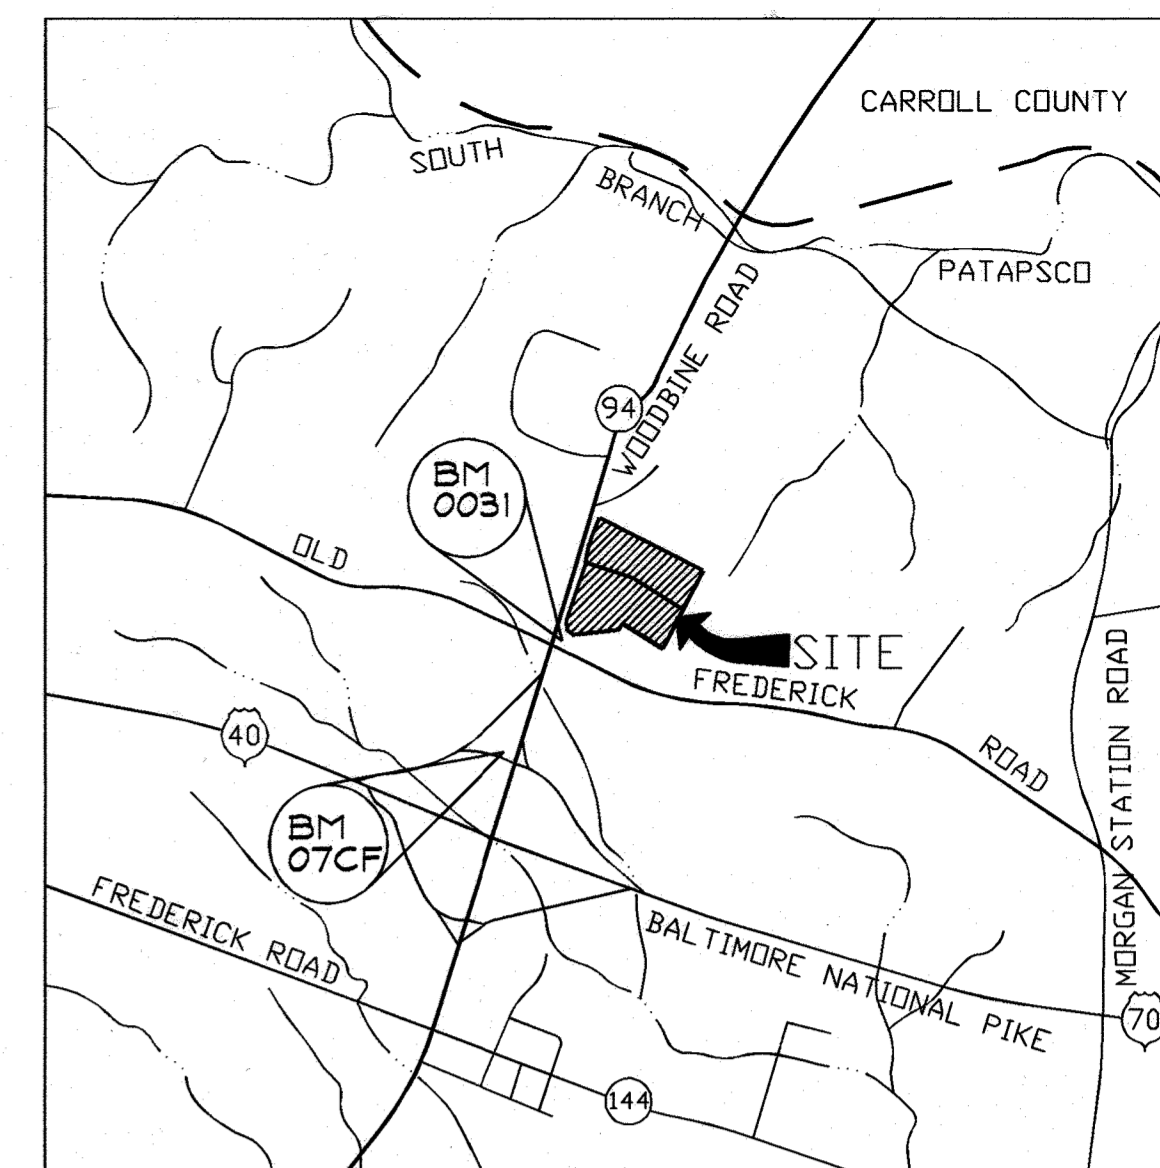 CARROLL COUNTY
SOUTH
BRANCH
PATAPSCO
WOODBINE ROAD
94
BM
0031
OLD
SITE
FREDERICK
ROAD
MORGAN STATION ROAD
40
BM
07CF
FREDERICK ROAD
BALTIMORE NATIONAL PIKE
70
144